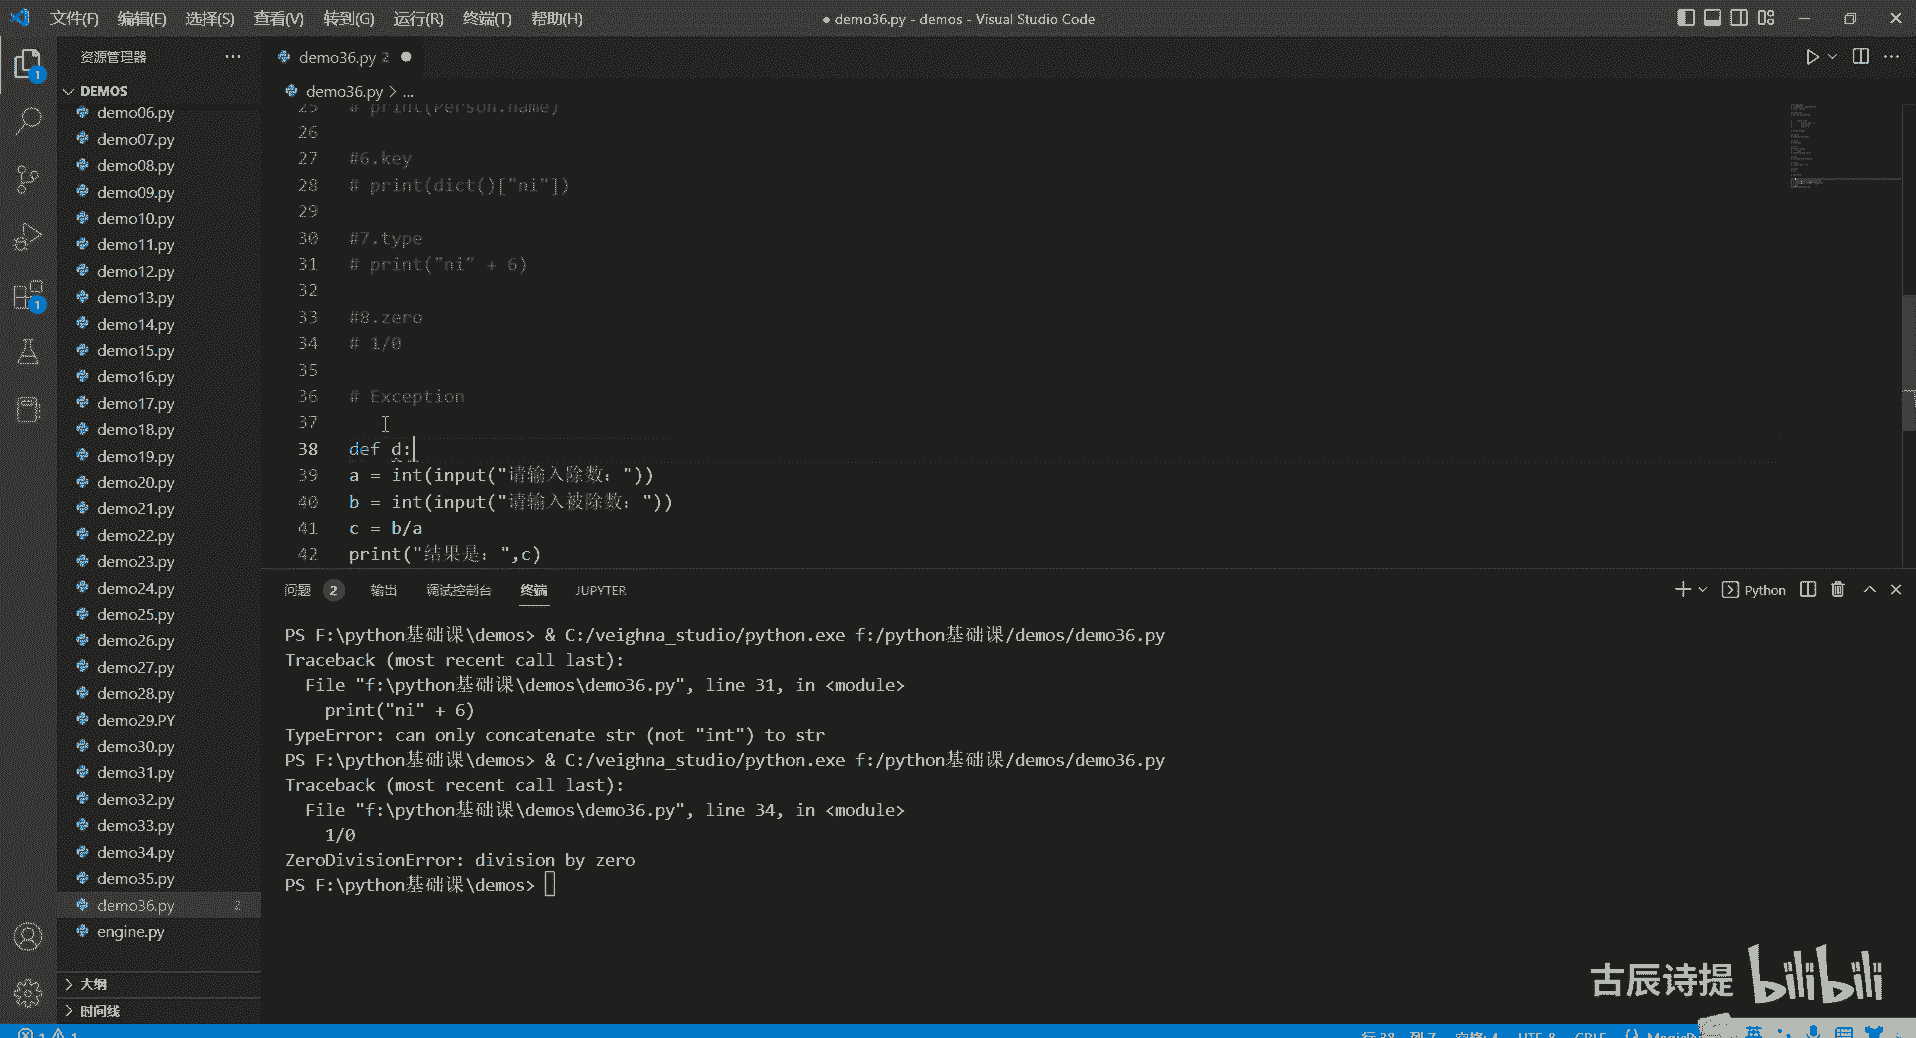 文件(F) 编辑(E) 选择(S) 查看(V) 转到(G) 运行(R) 终端(T) 帮助(H)
● demo36.py - demos - Visual Studio Code
资源管理器
demo36.py 2
DEMOS
demo36.py > ...
demo06.py
demo07.py
demo08.py
demo09.py
demo10.py
demo11.py
demo12.py
demo13.py
demo14.py
demo15.py
demo16.py
demo17.py
demo18.py
demo19.py
demo20.py
demo21.py
demo22.py
demo23.py
demo24.py
demo25.py
demo26.py
demo27.py
demo28.py
demo29.PY
demo30.py
demo31.py
demo32.py
demo33.py
demo34.py
demo35.py
demo36.py 2
engine.py
大纲
时间线
25 # print(Person.name)
26
27 #6.key
28 # print(dict()["ni"])
29
30 #7.type
31 # print("ni" + 6)
32
33 #8.zero
34 # 1/0
35
36 # Exception
37
38 def d:
39 a = int(input("请输入除数："))
40 b = int(input("请输入被除数："))
41 c = b/a
42 print("结果是：",c)
问题 2 输出 调试控制台 终端 JUPYTER
Python
PS F:\python基础课\demos> & C:/veighna_studio/python.exe f:/python基础课/demos/demo36.py
Traceback (most recent call last):
File "f:\python基础课\demos\demo36.py", line 31, in <module>
print("ni" + 6)
TypeError: can only concatenate str (not "int") to str
PS F:\python基础课\demos> & C:/veighna_studio/python.exe f:/python基础课/demos/demo36.py
Traceback (most recent call last):
File "f:\python基础课\demos\demo36.py", line 34, in <module>
1/0
ZeroDivisionError: division by zero
PS F:\python基础课\demos>
古辰诗提 bilibili
行 38, 列 7 空格: 4 UTF-8 CRLF
英